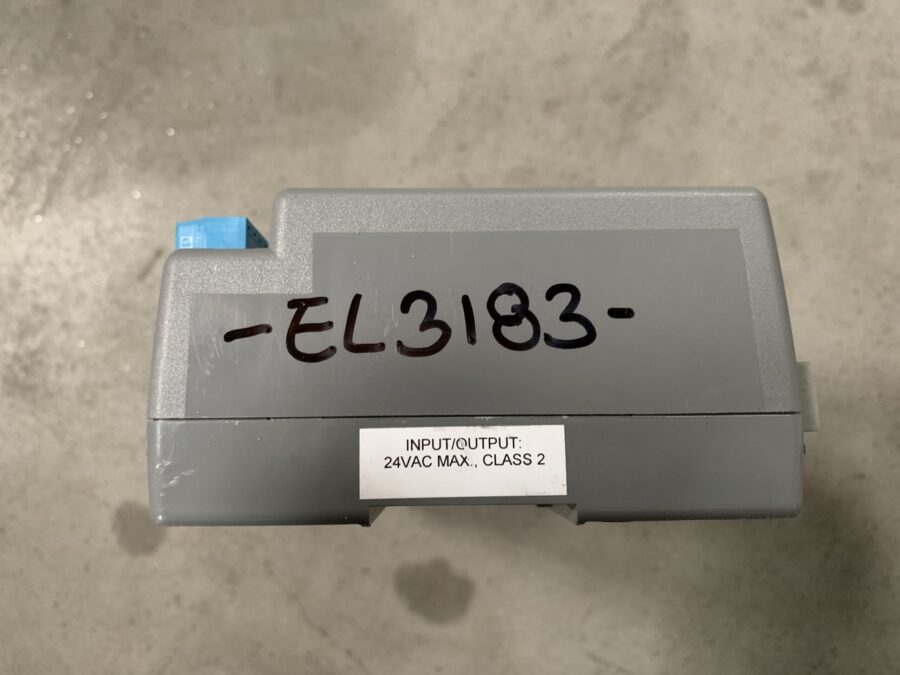 -EL3183-
INPUT/OUTPUT:
24VAC MAX., CLASS 2